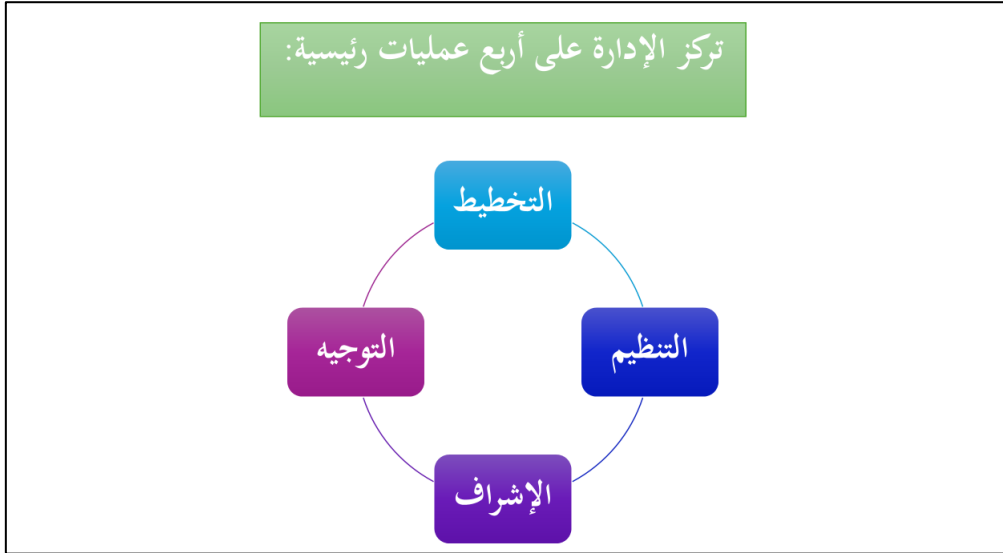 تركز الإدارة على أربع عمليات رئيسية:
التخطيط
التنظيم
التوجيه
الإشراف